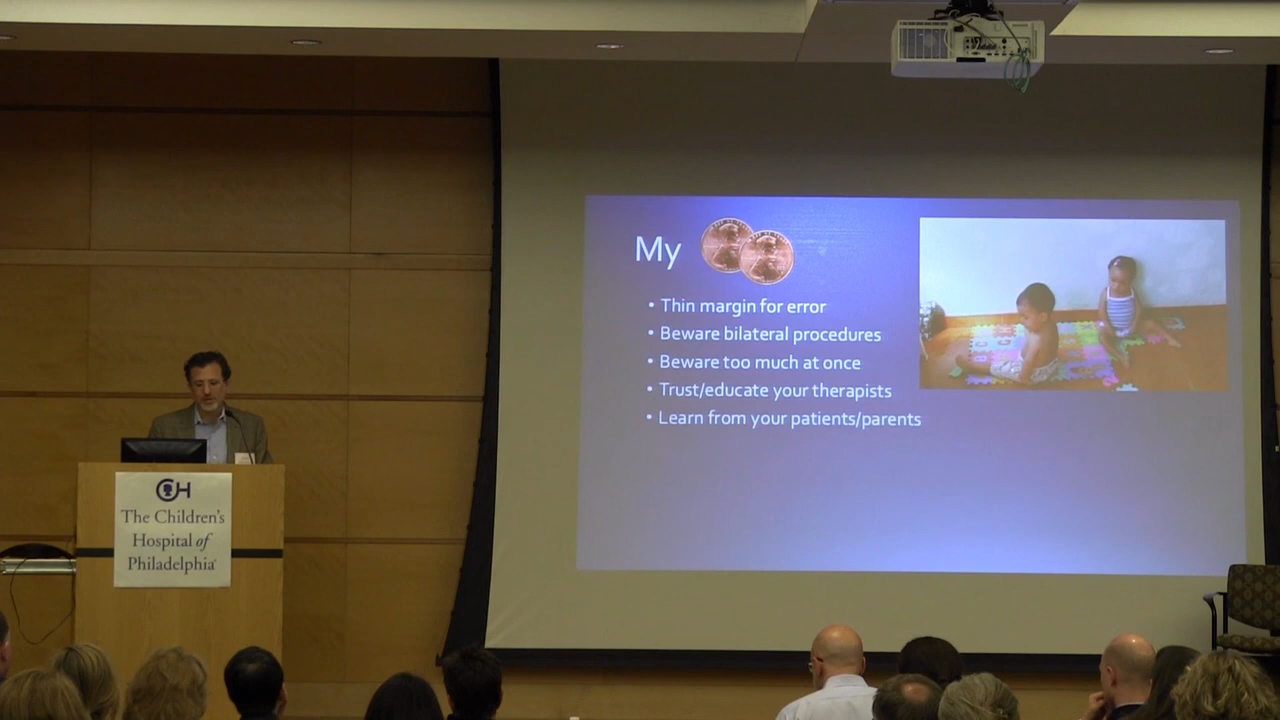 The Children's
Hospital of
Philadelphia®
My
• Thin margin for error
• Beware bilateral procedures
• Beware too much at once
• Trust/educate your therapists
• Learn from your patients/parents